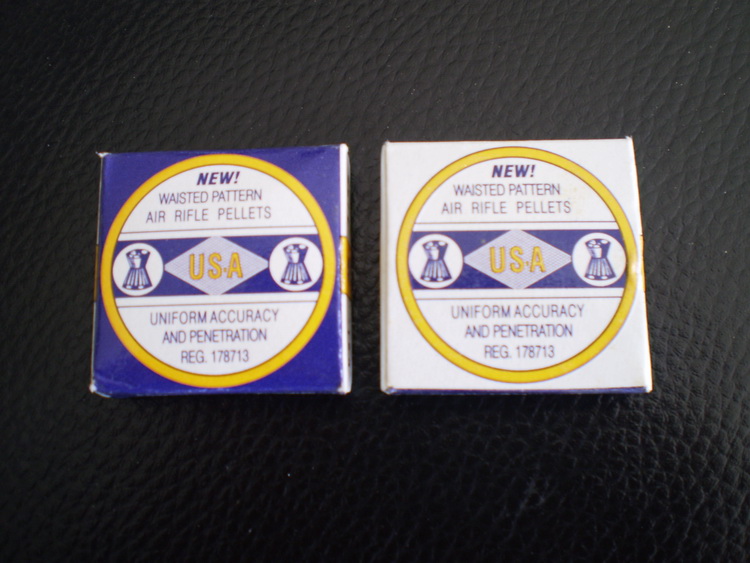 NEW!
WAISTED PATTERN
AIR RIFLE PELLETS
USA
UNIFORM ACCURACY
AND PENETRATION
REG. 178713
NEW!
WAISTED PATTERN
AIR RIFLE PELLETS
USA
UNIFORM ACCURACY
AND PENETRATION
REG. 178713